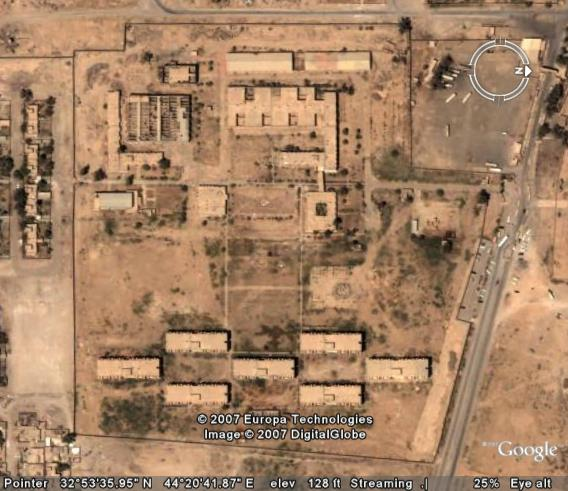 N
© 2007 Europa Technologies
Image © 2007 DigitalGlobe
© 2007 Google
Pointer 32°53'35.95" N 44°20'41.87" E elev 128 ft Streaming .| 25% Eye alt